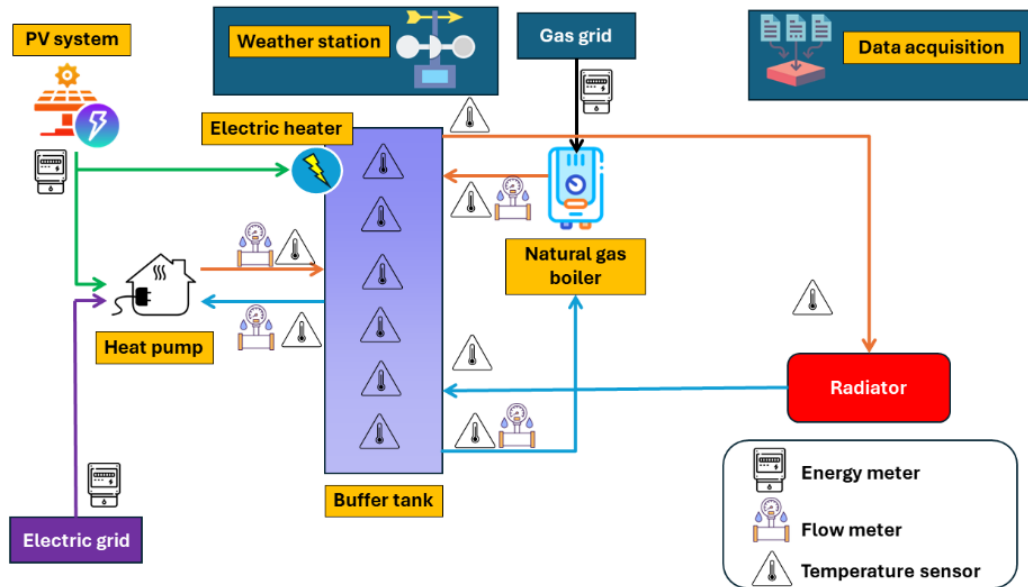 PV system
Weather station
Gas grid
Data acquisition
Electric heater
Natural gas
boiler
Heat pump
Radiator
Buffer tank
Electric grid
Energy meter
Flow meter
Temperature sensor